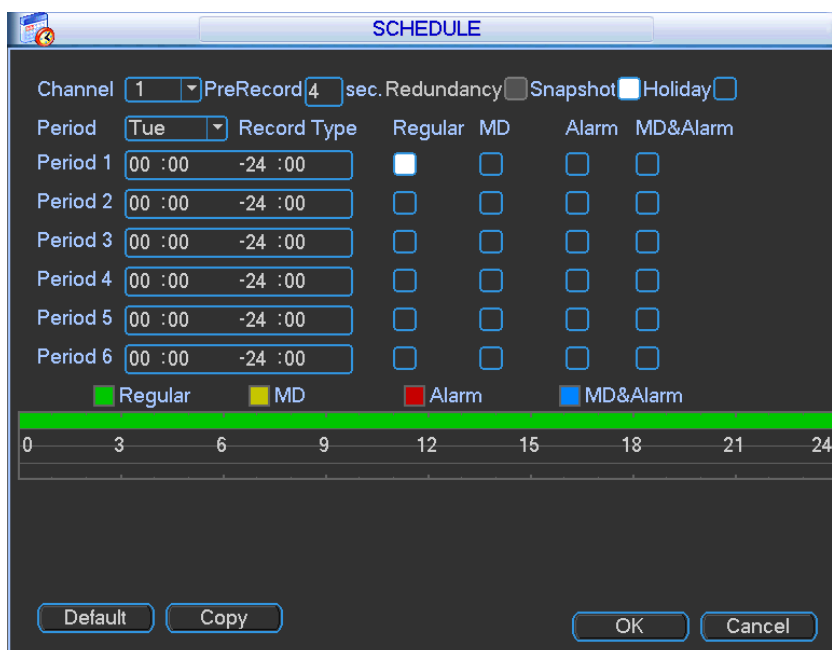 SCHEDULE
Channel 1 PreRecord 4 sec. Redundancy Snapshot Holiday
Period Tue Record Type Regular MD Alarm MD&Alarm
Period 1 00 :00 -24 :00
Period 2 00 :00 -24 :00
Period 3 00 :00 -24 :00
Period 4 00 :00 -24 :00
Period 5 00 :00 -24 :00
Period 6 00 :00 -24 :00
Regular MD Alarm MD&Alarm
0 3 6 9 12 15 18 21 24
Default Copy OK Cancel